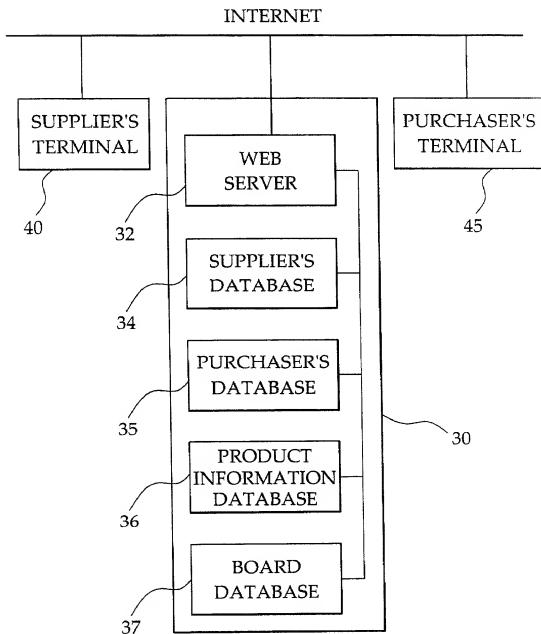 INTERNET
SUPPLIER'S
TERMINAL
PURCHASER'S
TERMINAL
40
45
WEB
SERVER
32
SUPPLIER'S
DATABASE
34
PURCHASER'S
DATABASE
35
30
PRODUCT
INFORMATION
DATABASE
36
BOARD
DATABASE
37